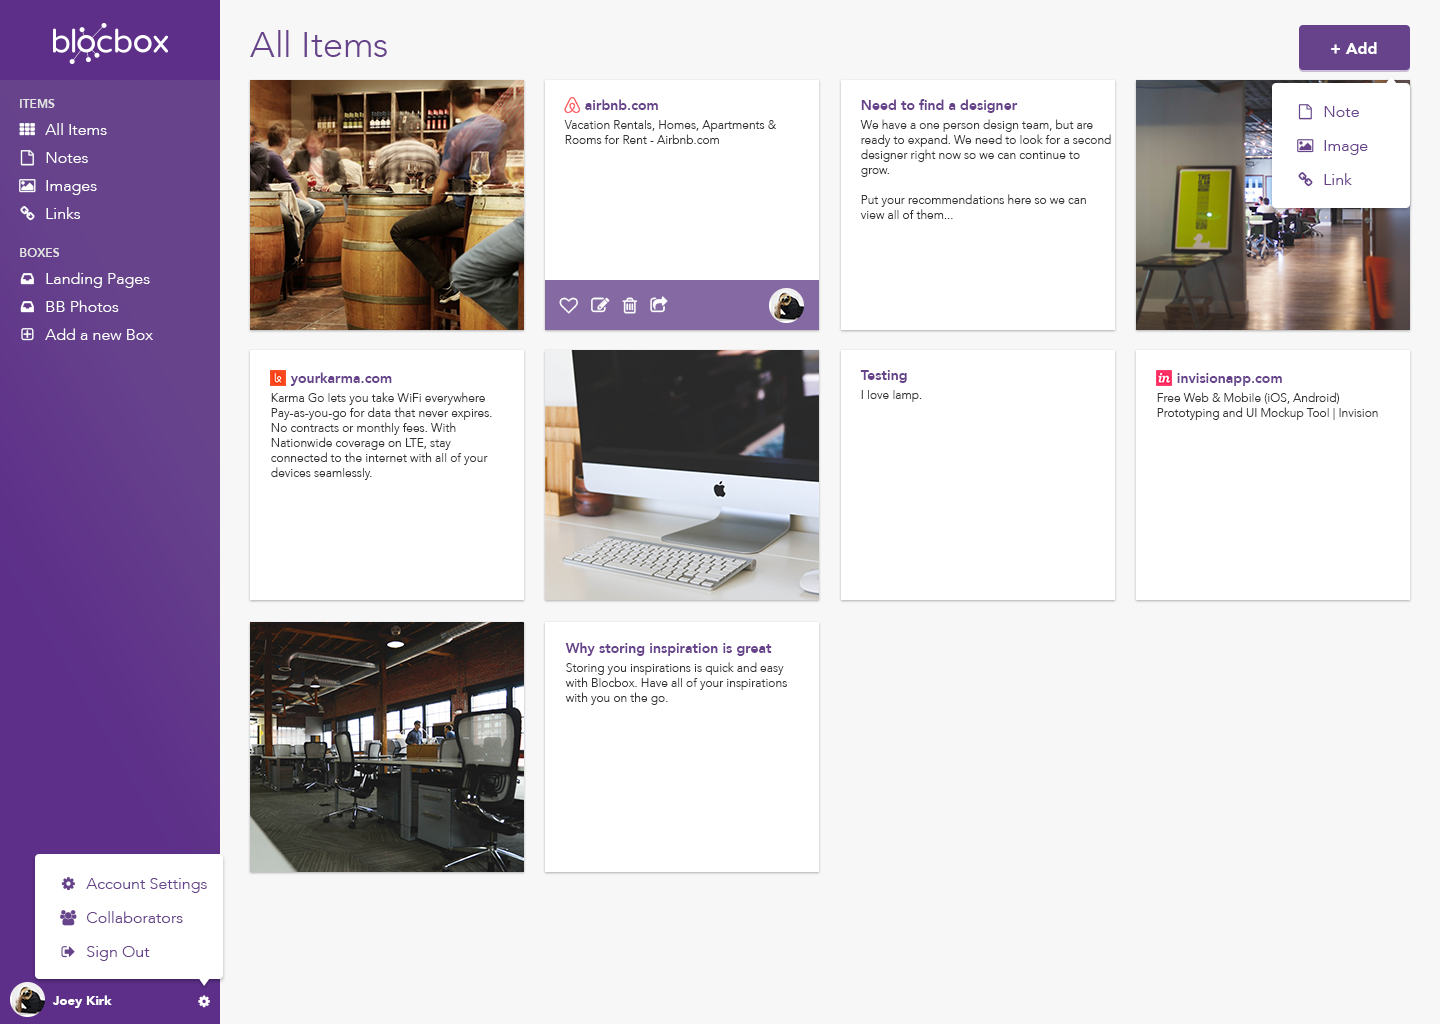 blocbox
ITEMS
All Items
Notes
Images
Links
BOXES
Landing Pages
BB Photos
Add a new Box
Account Settings
Collaborators
Sign Out
Joey Kirk
All Items
+ Add
Note
Image
Link
airbnb.com
Vacation Rentals, Homes, Apartments &
Rooms for Rent - Airbnb.com
Need to find a designer
We have a one person design team, but are
ready to expand. We need to look for a second
designer right now so we can continue to
grow.
Put your recommendations here so we can
view all of them...
THIS
IS AN
yourkarma.com
Karma Go lets you take WiFi everywhere
Pay-as-you-go for data that never expires.
No contracts or monthly fees. With
Nationwide coverage on LTE, stay
connected to the internet with all of your
devices seamlessly.
Testing
I love lamp.
in
invisionapp.com
Free Web & Mobile (iOS, Android)
Prototyping and UI Mockup Tool | Invision
Why storing inspiration is great
Storing you inspirations is quick and easy
with Blocbox. Have all of your inspirations
with you on the go.